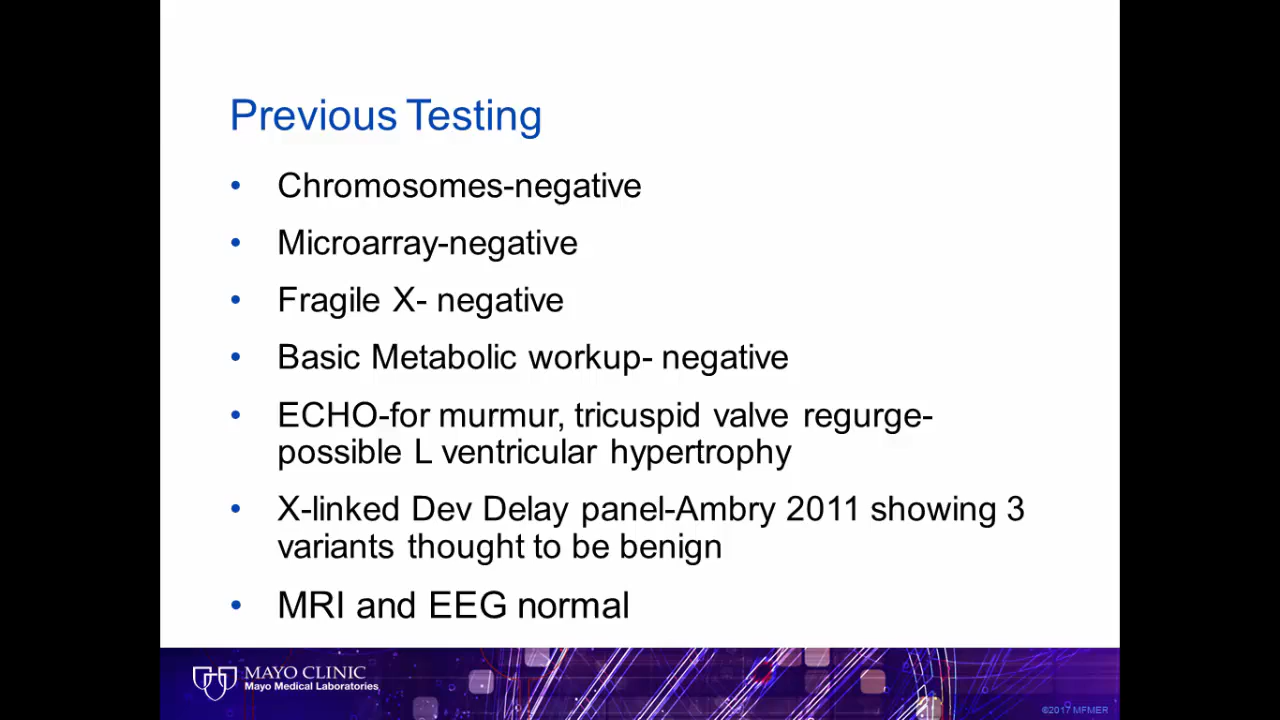 Previous Testing
• Chromosomes-negative
• Microarray-negative
• Fragile X- negative
• Basic Metabolic workup- negative
• ECHO-for murmur, tricuspid valve regurge-
possible L ventricular hypertrophy
• X-linked Dev Delay panel-Ambry 2011 showing 3
variants thought to be benign
• MRI and EEG normal
MAYO CLINIC
Mayo Medical Laboratories
©2017 MFMER